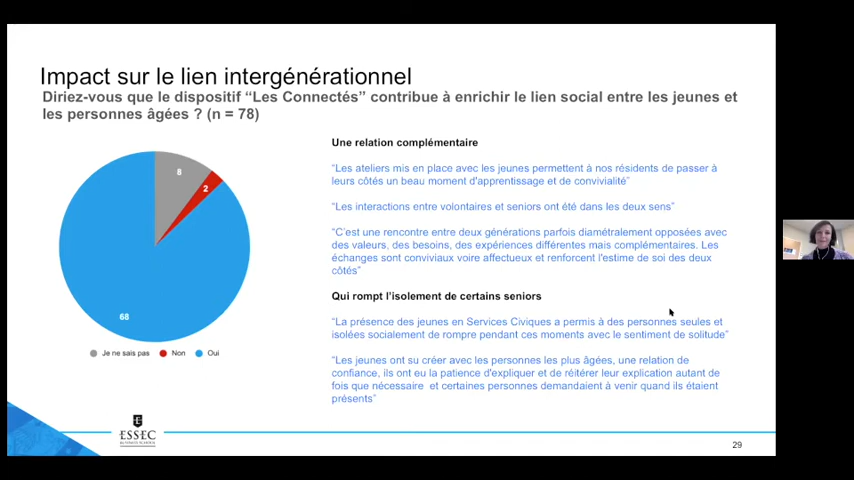 Impact sur le lien intergénérationnel
Diriez-vous que le dispositif “Les Connectés” contribue à enrichir le lien social entre les jeunes et
les personnes âgées ? (n = 78)
8
2
68
Je ne sais pas Non Oui
Une relation complémentaire
“Les ateliers mis en place avec les jeunes permettent à nos résidents de passer à
leurs côtés un beau moment d'apprentissage et de convivialité”
“Les interactions entre volontaires et seniors ont été dans les deux sens”
“C’est une rencontre entre deux générations parfois diamétralement opposées avec
des valeurs, des besoins, des expériences différentes mais complémentaires. Les
échanges sont conviviaux voire affectueux et renforcent l'estime de soi des deux
côtés”
Qui rompt l’isolement de certains seniors
“La présence des jeunes en Services Civiques a permis à des personnes seules et
isolées socialement de rompre pendant ces moments avec le sentiment de solitude”
“Les jeunes ont su créer avec les personnes les plus âgées, une relation de
confiance, ils ont eu la patience d'expliquer et de réitérer leur explication autant de
fois que nécessaire et certaines personnes demandaient à venir quand ils étaient
présents”
ESSEC
BUSINESS SCHOOL
29